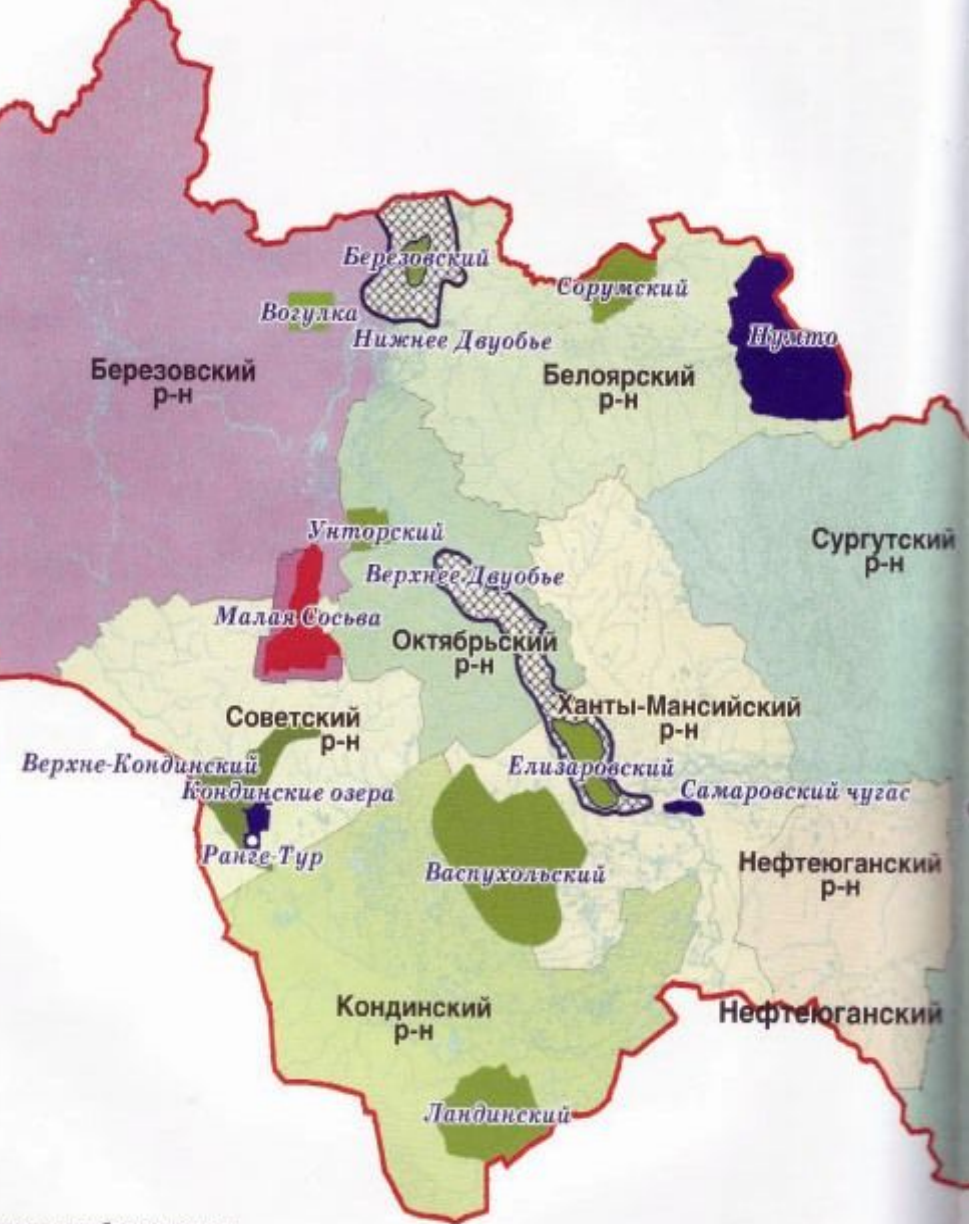 Березовский
Сорумский
Вогулка
Нумто
Нижнее Двуобье
Березовский
р-н
Белоярский
р-н
Унторский
Сургутский
р-н
Верхнее Двуобье
Малая Сосьва
Октябрьский
р-н
Ханты-Мансийский
р-н
Советский
р-н
Верхне-Кондинский
Елизаровский
Кондинские озера
Самаровский чугас
Ранге-Тур
Васпухольский
Нефтеюганский
р-н
Кондинский
р-н
Нефтеюганский
Ландинский